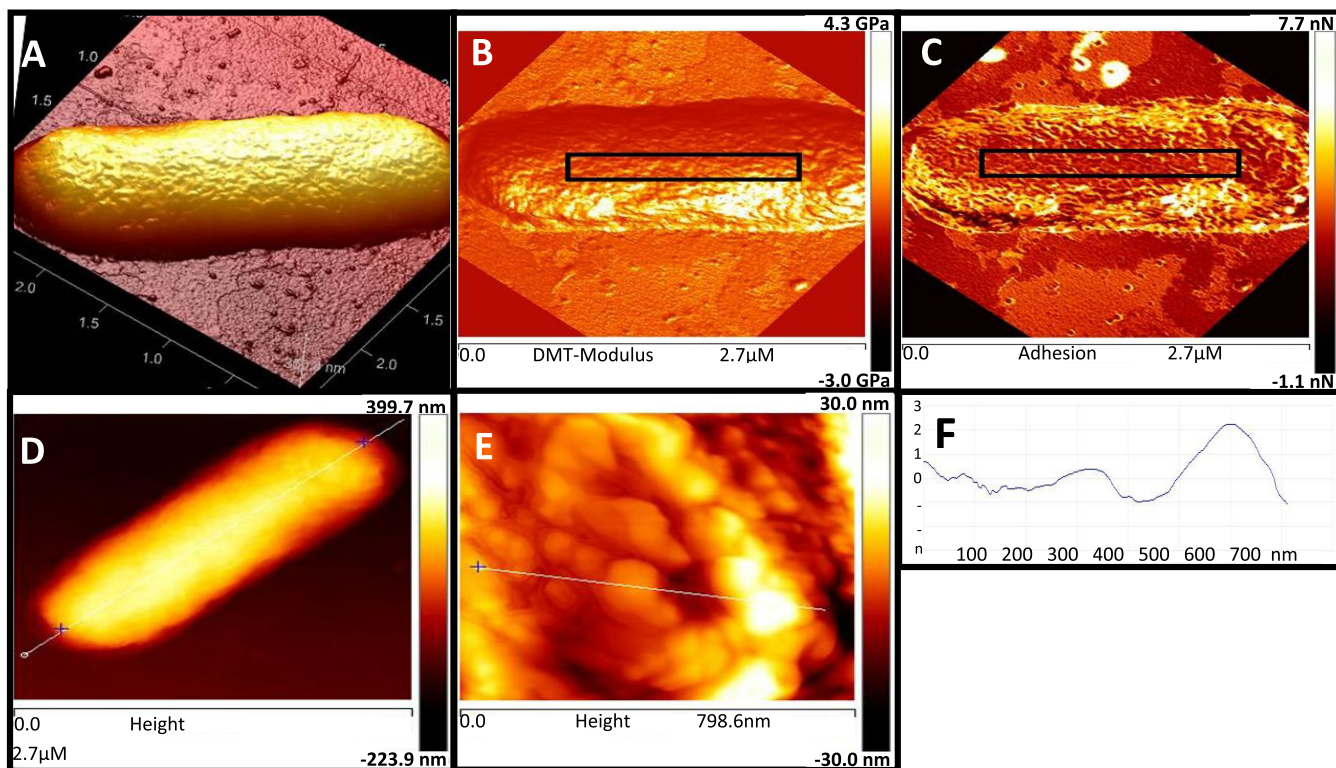 A
1.0
1.5
2.0
1.5
1.0
1.5
2.0
B
4.3 GPa
0.0 DMT-Modulus 2.7µM
-3.0 GPa
C
7.7 nN
0.0 Adhesion 2.7µM
-1.1 nN
D
399.7 nm
0.0 Height
2.7µM
-223.9 nm
E
30.0 nm
0.0 Height 798.6nm
-30.0 nm
F
3
2
1
0
-
-
n
100 200 300 400 500 600 700 nm